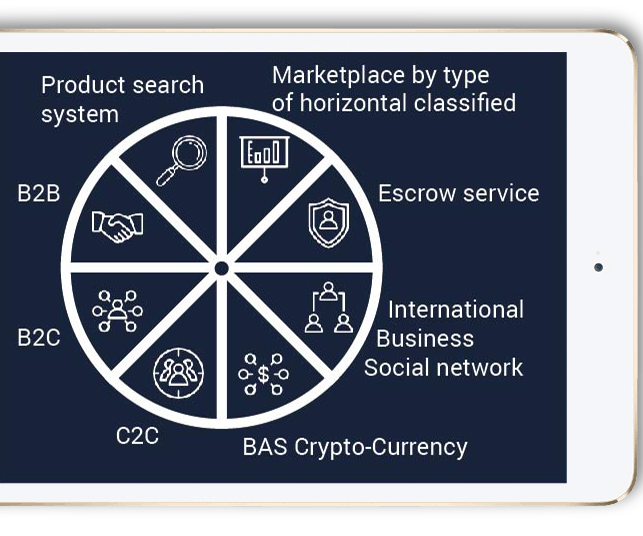 Product search
system
Marketplace by type
of horizontal classified
B2B
Escrow service
International
Business
Social network
B2C
C2C
BAS Crypto-Currency